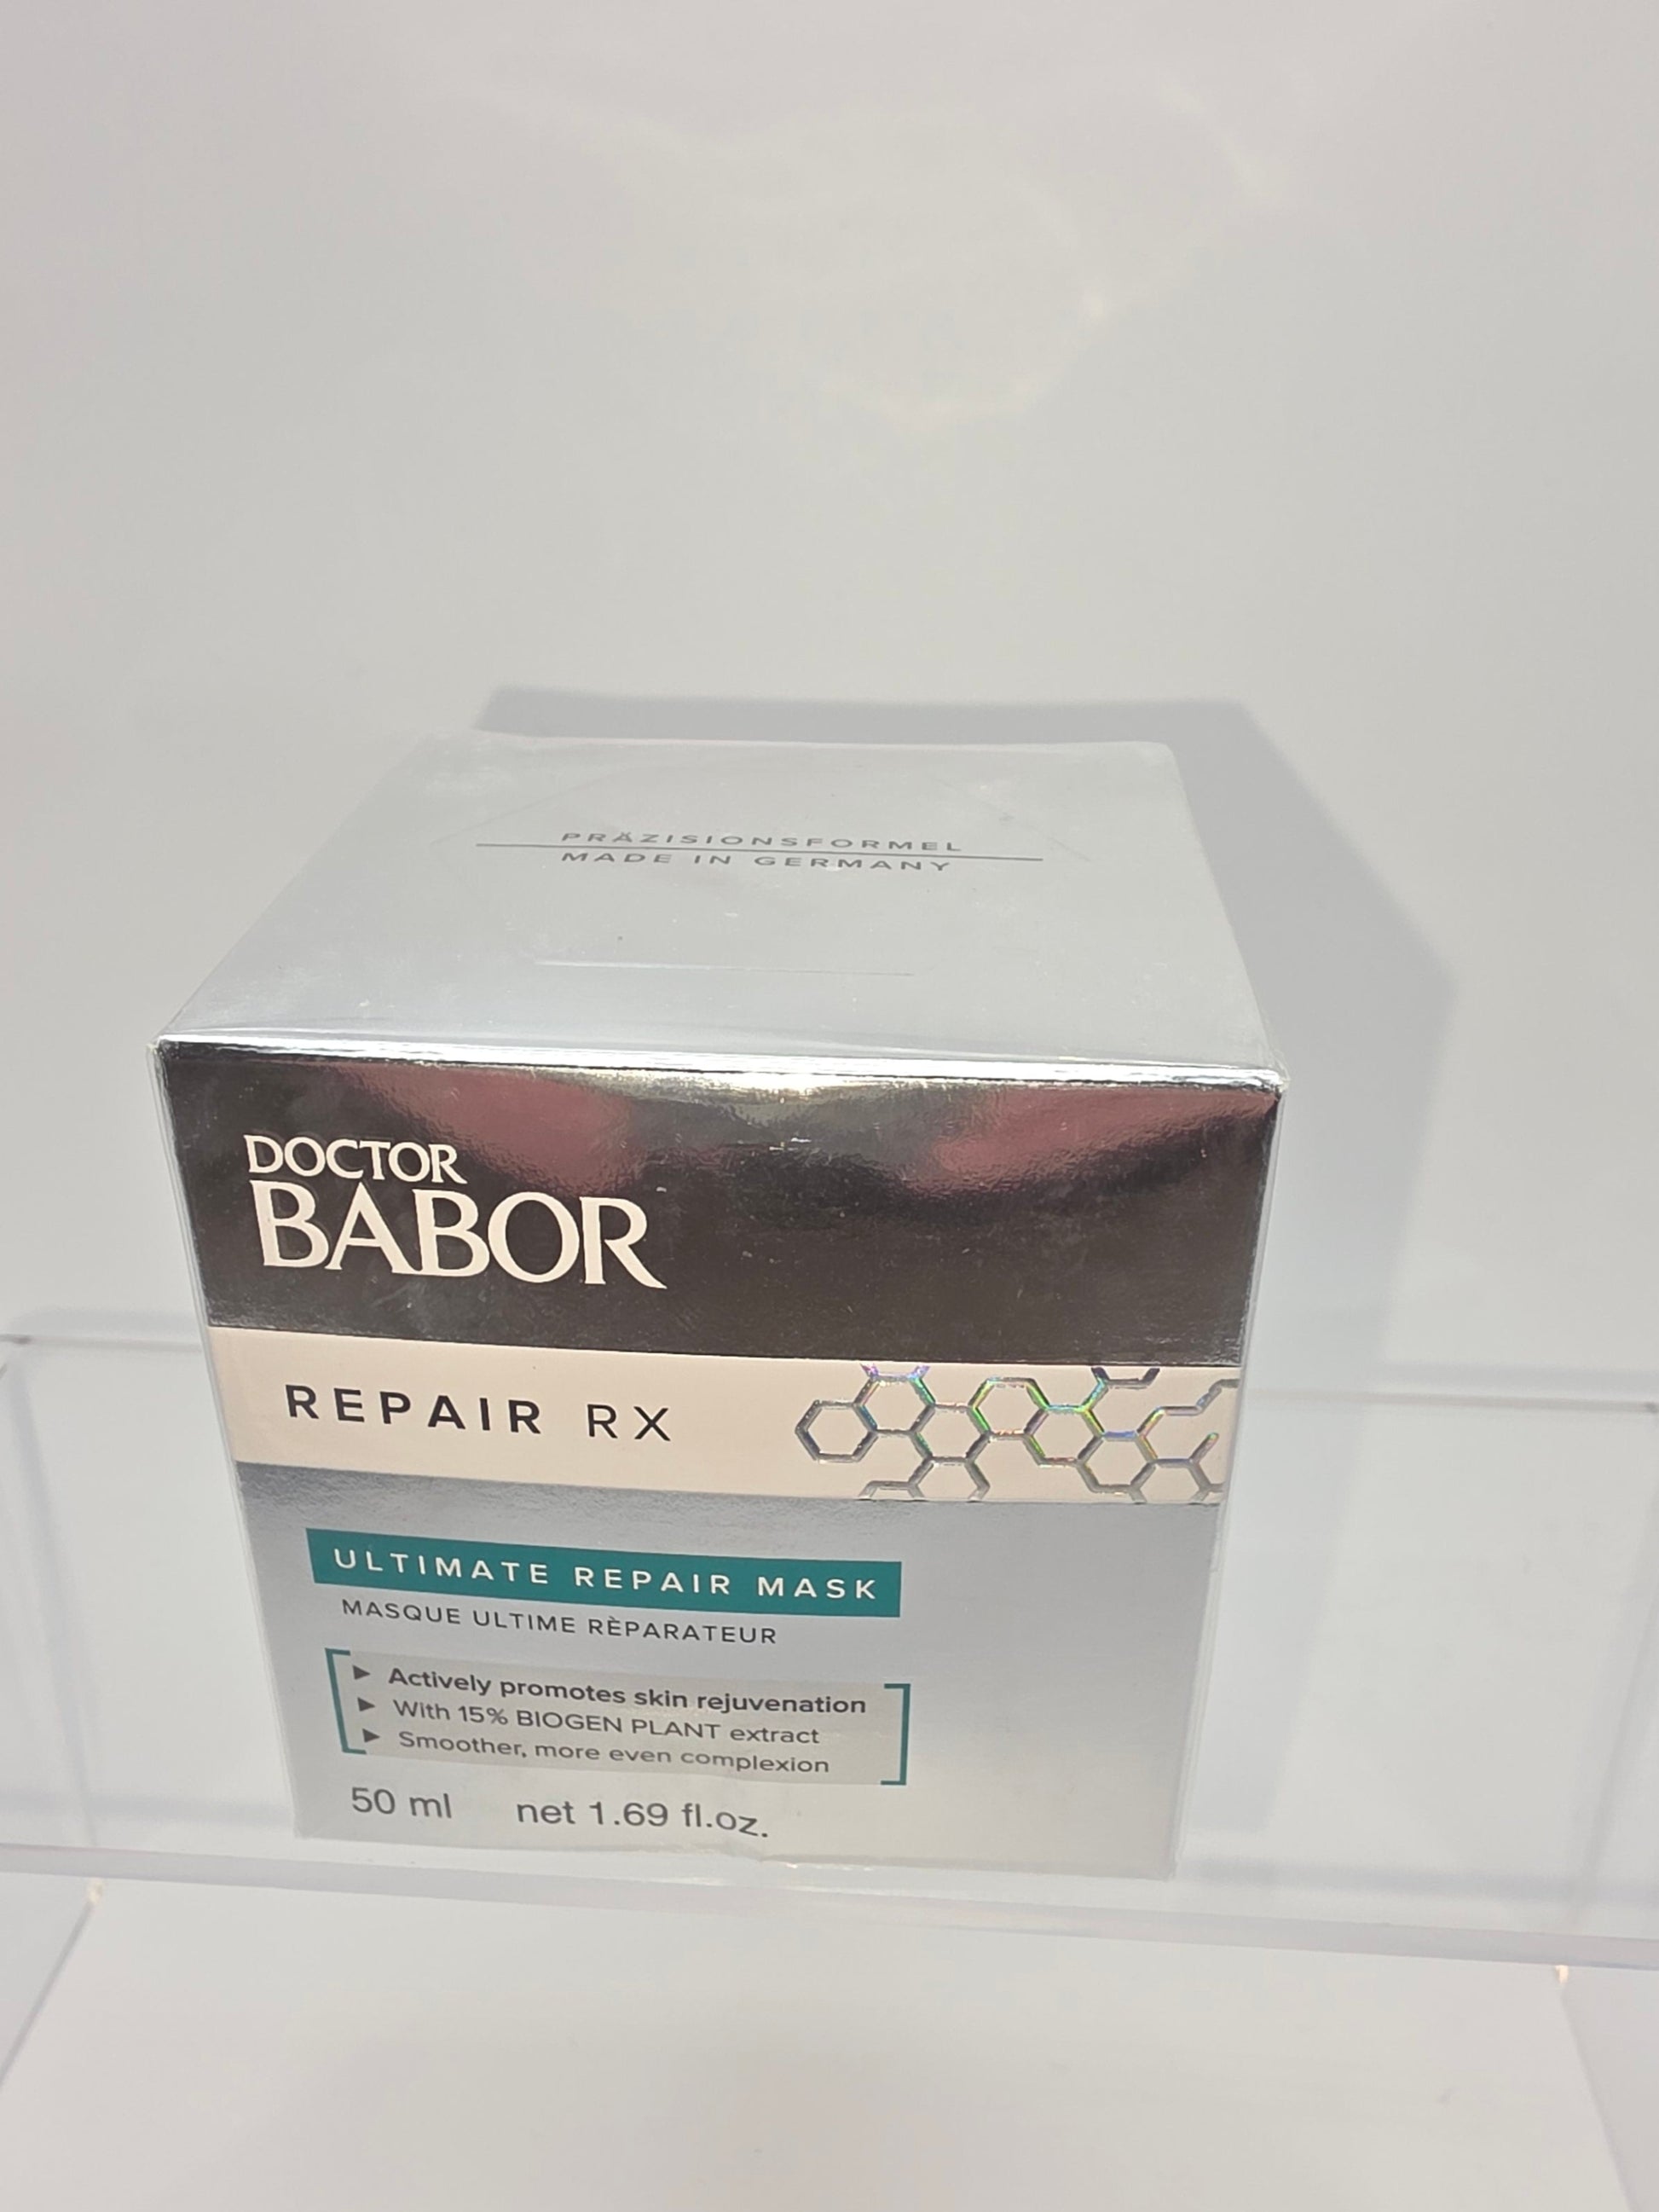 PRÄZISIONSFORMEL
MADE IN GERMANY
DOCTOR
BABOR
REPAIR RX
ULTIMATE REPAIR MASK
MASQUE ULTIME RÈPARATEUR
► Actively promotes skin rejuvenation
► With 15% BIOGEN PLANT extract
► Smoother, more even complexion
50 ml net 1.69 fl.oz.